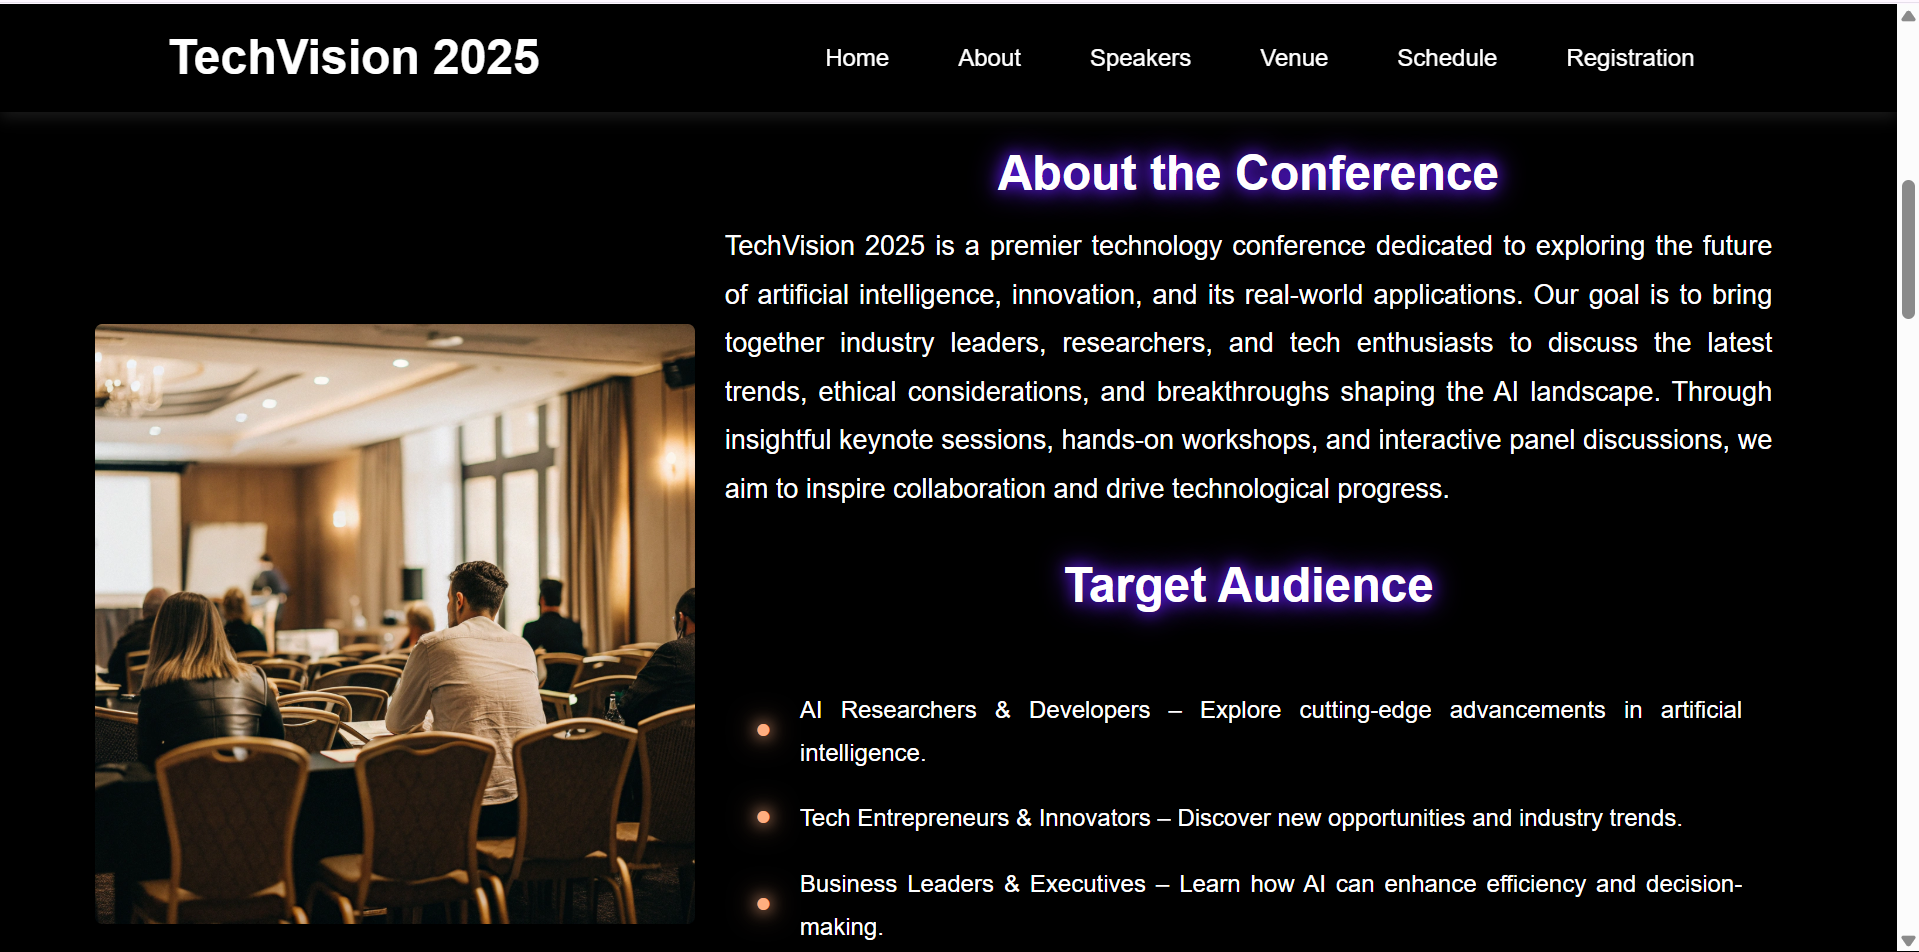 TechVision 2025
Home About Speakers Venue Schedule Registration
About the Conference
TechVision 2025 is a premier technology conference dedicated to exploring the future
of artificial intelligence, innovation, and its real-world applications. Our goal is to bring
together industry leaders, researchers, and tech enthusiasts to discuss the latest
trends, ethical considerations, and breakthroughs shaping the AI landscape. Through
insightful keynote sessions, hands-on workshops, and interactive panel discussions, we
aim to inspire collaboration and drive technological progress.
Target Audience
AI Researchers & Developers – Explore cutting-edge advancements in artificial
intelligence.
Tech Entrepreneurs & Innovators – Discover new opportunities and industry trends.
Business Leaders & Executives – Learn how AI can enhance efficiency and decision-
making.